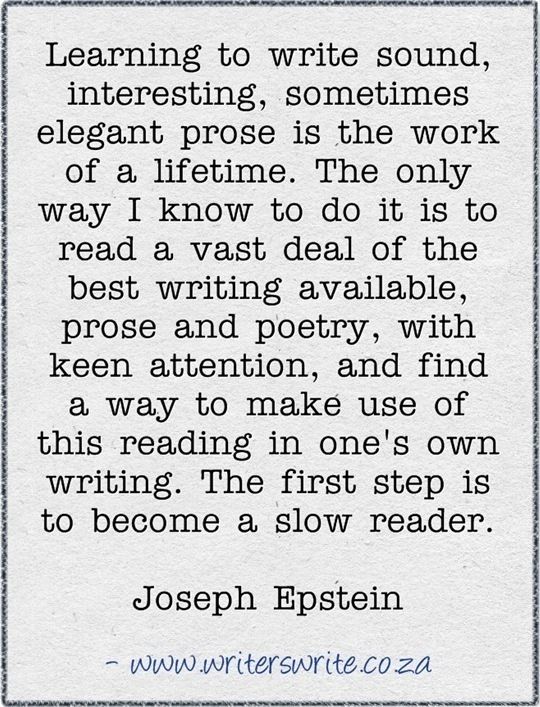 Learning to write sound,
interesting, sometimes
elegant prose is the work
of a lifetime. The only
way I know to do it is to
read a vast deal of the
best writing available,
prose and poetry, with
keen attention, and find
a way to make use of
this reading in one's own
writing. The first step is
to become a slow reader.
Joseph Epstein
- www.writerswrite.co.za